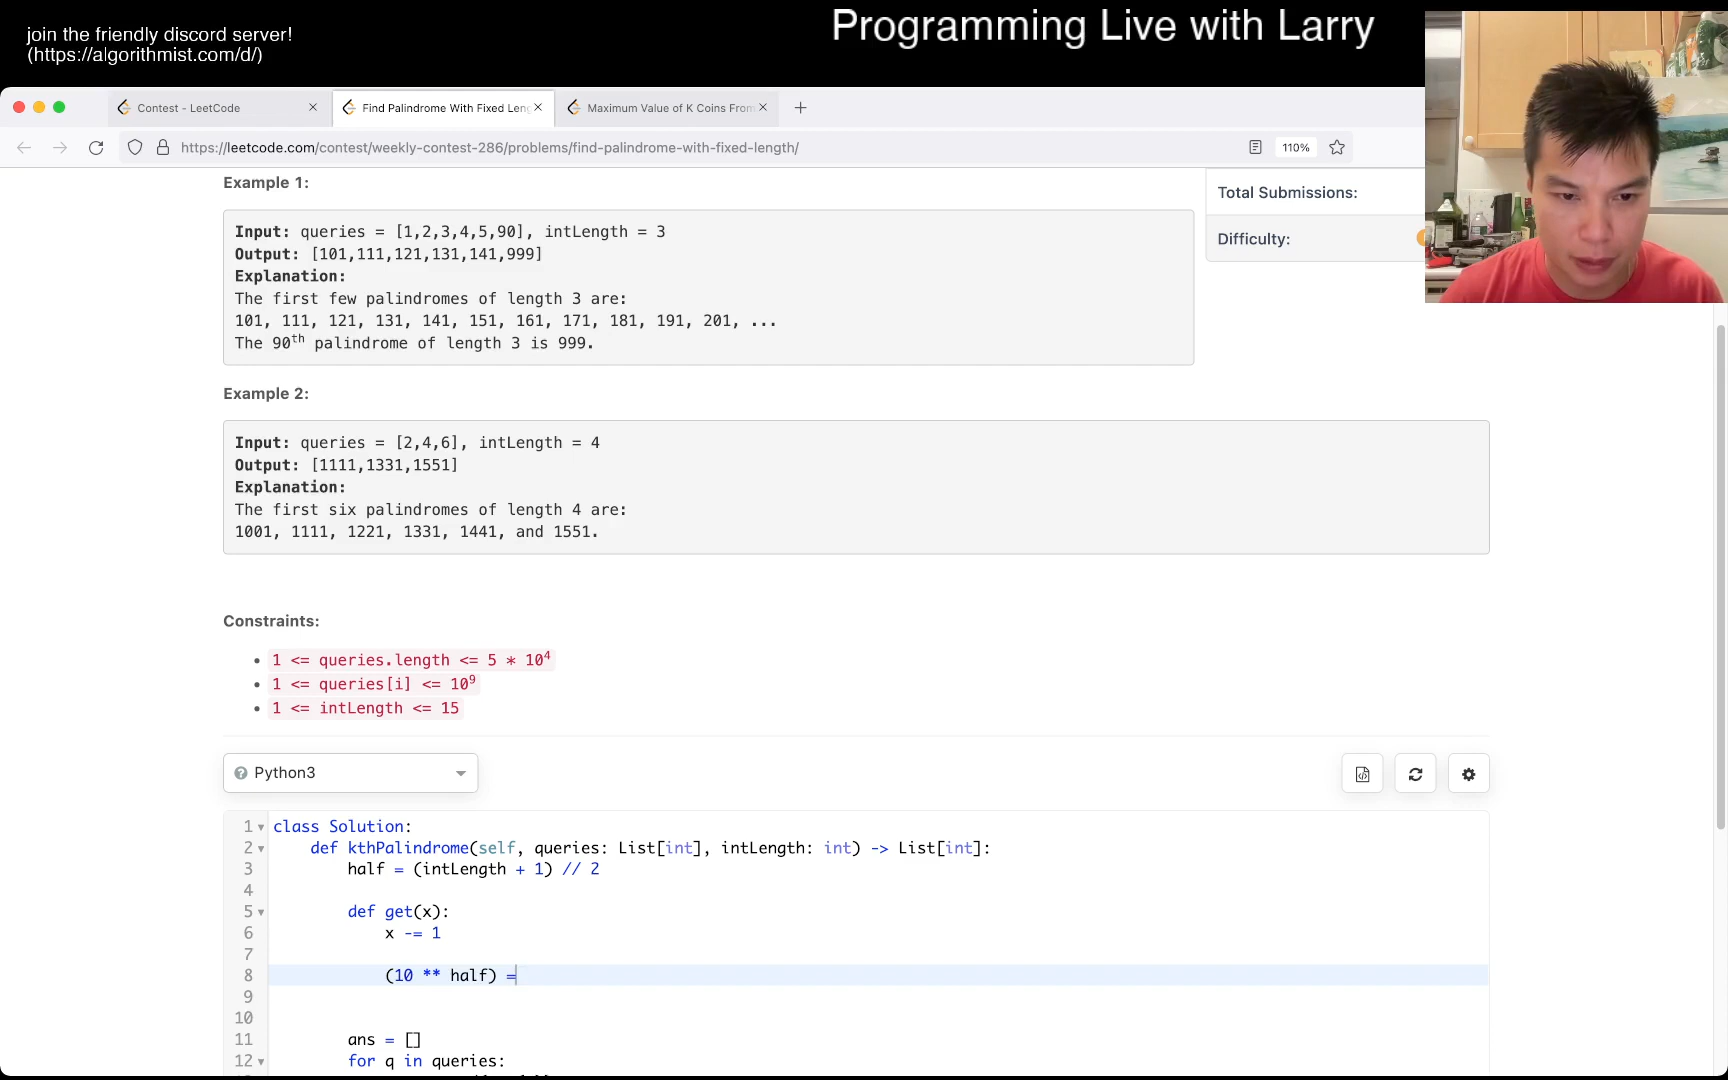 join the friendly discord server!
(https://algorithmist.com/d/)
Programming Live with Larry
Contest - LeetCode
Find Palindrome With Fixed Leng
Maximum Value of K Coins From
https://leetcode.com/contest/weekly-contest-286/problems/find-palindrome-with-fixed-length/
110%
Example 1:
Input: queries = [1,2,3,4,5,90], intLength = 3
Output: [101,111,121,131,141,999]
Explanation:
The first few palindromes of length 3 are:
101, 111, 121, 131, 141, 151, 161, 171, 181, 191, 201, ...
The 90th palindrome of length 3 is 999.
Total Submissions:
Difficulty:
Example 2:
Input: queries = [2,4,6], intLength = 4
Output: [1111,1331,1551]
Explanation:
The first six palindromes of length 4 are:
1001, 1111, 1221, 1331, 1441, and 1551.
Constraints:
• 1 <= queries.length <= 5 * 10^4
• 1 <= queries[i] <= 10^9
• 1 <= intLength <= 15
Python3
1 class Solution:
2 def kthPalindrome(self, queries: List[int], intLength: int) -> List[int]:
3 half = (intLength + 1) // 2
4
5 def get(x):
6 x -= 1
7
8 (10 ** half) =
9
10
11 ans = []
12 for q in queries: